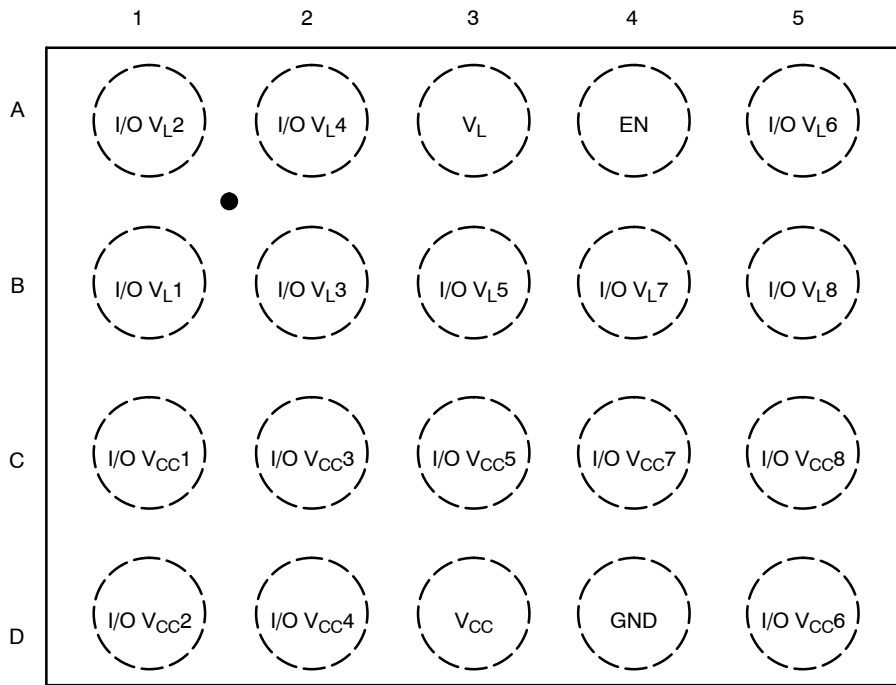 1 2 3 4 5
A I/O VL2 I/O VL4 VL EN I/O VL6
B I/O VL1 I/O VL3 I/O VL5 I/O VL7 I/O VL8
C I/O VCC1 I/O VCC3 I/O VCC5 I/O VCC7 I/O VCC8
D I/O VCC2 I/O VCC4 VCC GND I/O VCC6